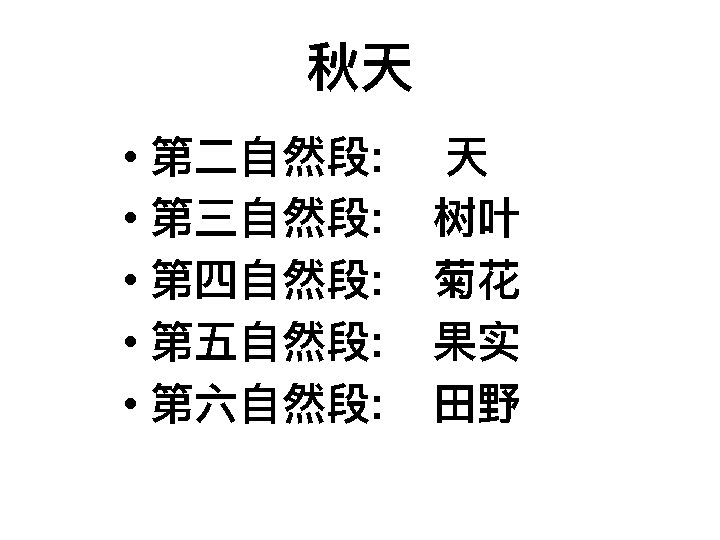 秋天
• 第二自然段: 天
• 第三自然段: 树叶
• 第四自然段: 菊花
• 第五自然段: 果实
• 第六自然段: 田野